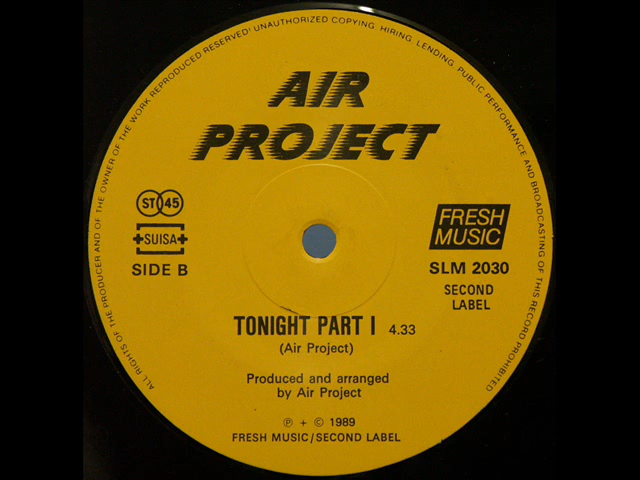 ALL RIGHTS OF THE PRODUCER AND OF THE OWNER OF THE WORK REPRODUCED RESERVED! UNAUTHORIZED COPYING, HIRING, LENDING, PUBLIC PERFORMANCE AND BROADCASTING OF THIS RECORD PROHIBITED
AIR
PROJECT
ST 45
SUISA
SIDE B
FRESH
MUSIC
SLM 2030
SECOND
LABEL
TONIGHT PART I 4.33
(Air Project)
Produced and arranged
by Air Project
℗ + © 1989
FRESH MUSIC/SECOND LABEL